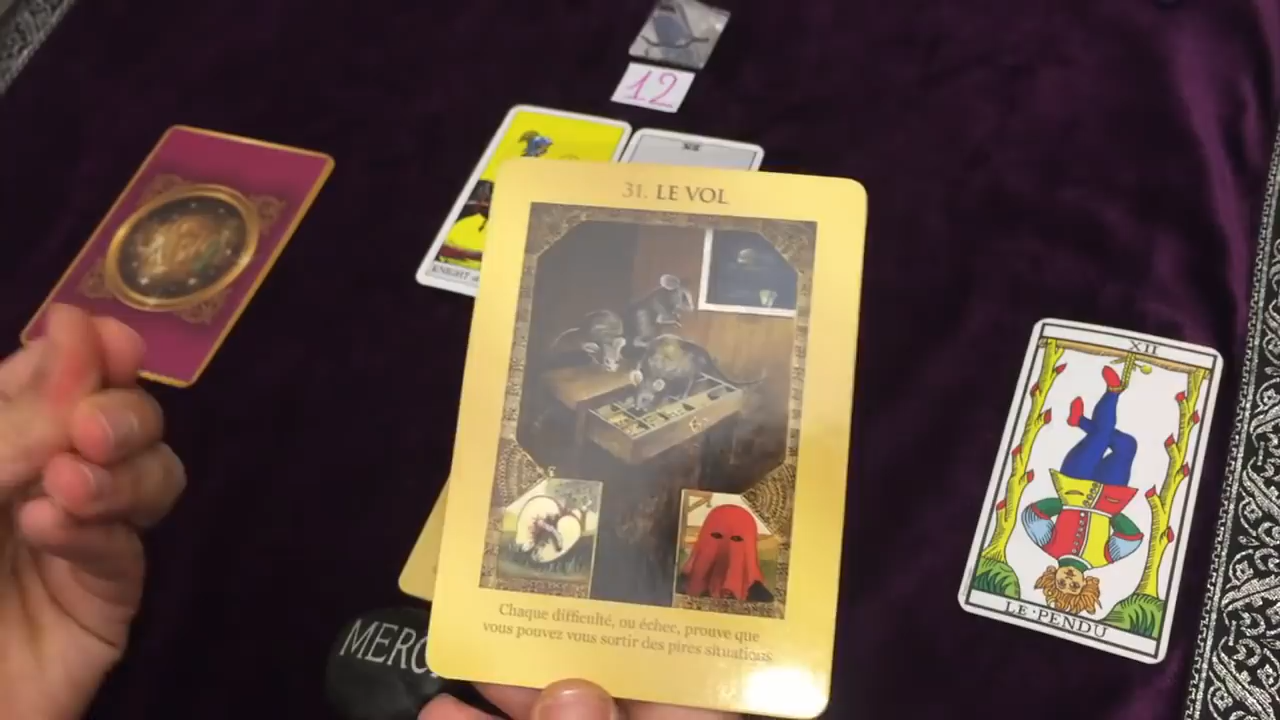 12
KNIGHT
31. LE VOL
XII
LE·PENDU
Chaque difficulté, ou échec, prouve que
vous pouvez vous sortir des pires situations
MERC